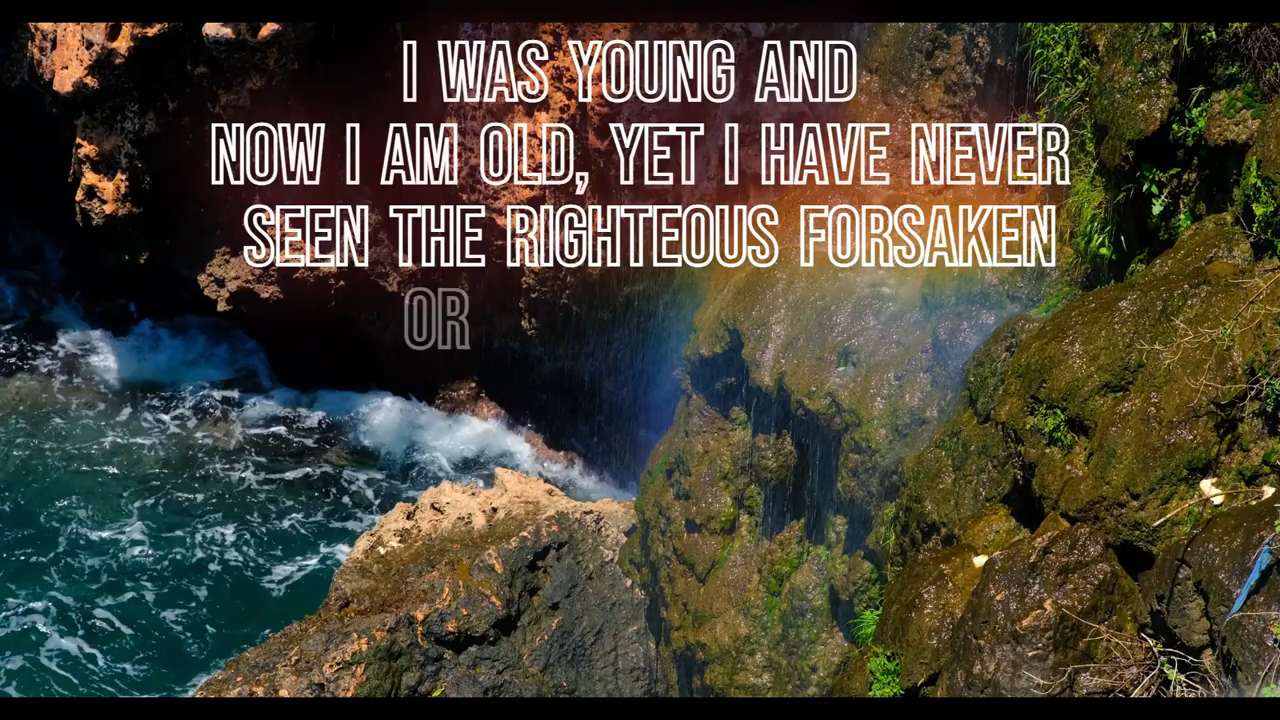 I WAS YOUNG AND
NOW I AM OLD, YET I HAVE NEVER
SEEN THE RIGHTEOUS FORSAKEN
OR